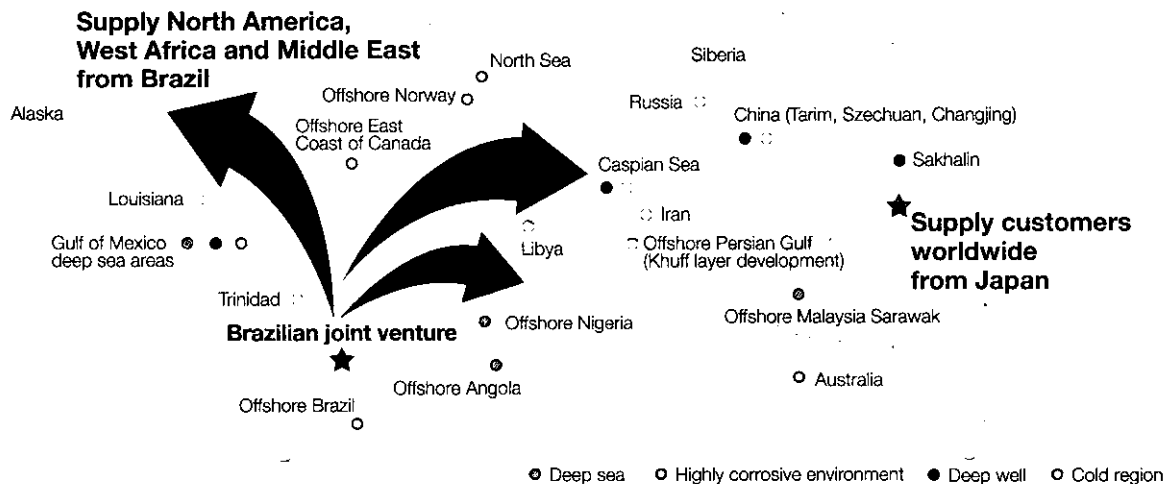 Supply North America,
West Africa and Middle East
from Brazil
North Sea
Siberia
Offshore Norway
Russia
Alaska
Offshore East
Coast of Canada
China (Tarim, Szechuan, Changjing)
Caspian Sea
Sakhalin
Louisiana
Iran
Supply customers
worldwide
from Japan
Gulf of Mexico
deep sea areas
Libya
Offshore Persian Gulf
(Khuff layer development)
Trinidad
Offshore Nigeria
Offshore Malaysia Sarawak
Brazilian joint venture
Offshore Angola
Australia
Offshore Brazil
Deep sea
Highly corrosive environment
Deep well
Cold region